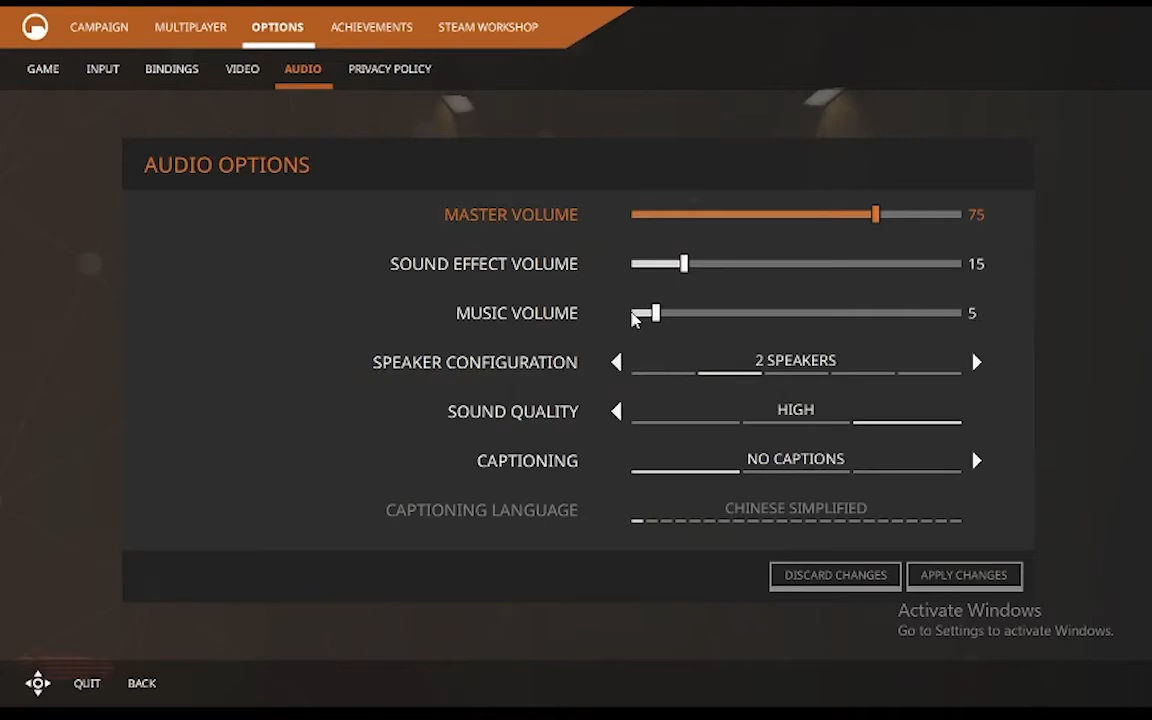 CAMPAIGN MULTIPLAYER OPTIONS ACHIEVEMENTS STEAM WORKSHOP
GAME INPUT BINDINGS VIDEO AUDIO PRIVACY POLICY
AUDIO OPTIONS
MASTER VOLUME 75
SOUND EFFECT VOLUME 15
MUSIC VOLUME 5
SPEAKER CONFIGURATION 2 SPEAKERS
SOUND QUALITY HIGH
CAPTIONING NO CAPTIONS
CAPTIONING LANGUAGE CHINESE SIMPLIFIED
DISCARD CHANGES APPLY CHANGES
Activate Windows
Go to Settings to activate Windows.
QUIT BACK